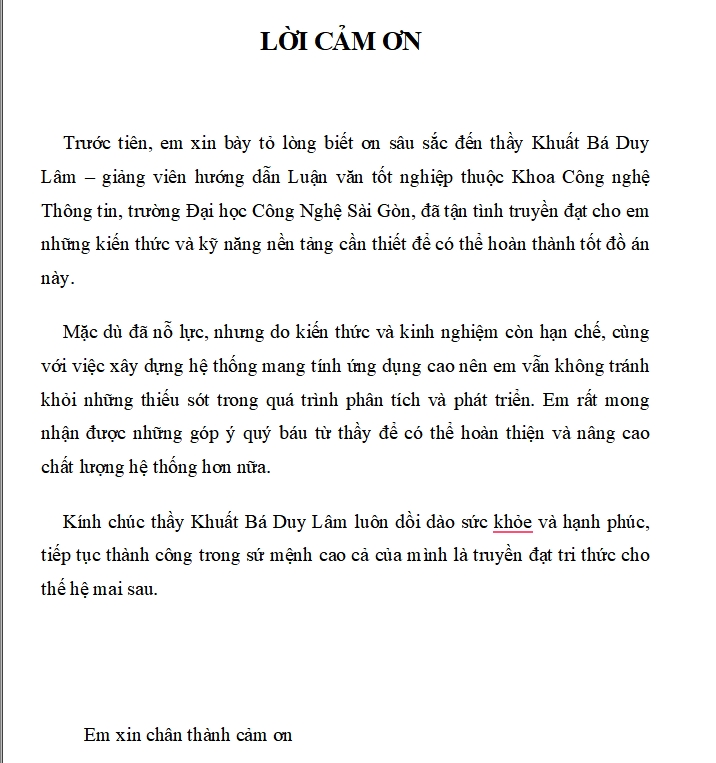 LỜI CẢM ƠN
Trước tiên, em xin bày tỏ lòng biết ơn sâu sắc đến thầy Khuất Bá Duy
Lâm – giảng viên hướng dẫn Luận văn tốt nghiệp thuộc Khoa Công nghệ
Thông tin, trường Đại học Công Nghệ Sài Gòn, đã tận tình truyền đạt cho em
những kiến thức và kỹ năng nền tảng cần thiết để có thể hoàn thành tốt đồ án
này.
Mặc dù đã nỗ lực, nhưng do kiến thức và kinh nghiệm còn hạn chế, cùng
với việc xây dựng hệ thống mang tính ứng dụng cao nên em vẫn không tránh
khỏi những thiếu sót trong quá trình phân tích và phát triển. Em rất mong
nhận được những góp ý quý báu từ thầy để có thể hoàn thiện và nâng cao
chất lượng hệ thống hơn nữa.
Kính chúc thầy Khuất Bá Duy Lâm luôn dồi dào sức khỏe và hạnh phúc,
tiếp tục thành công trong sứ mệnh cao cả của mình là truyền đạt tri thức cho
thế hệ mai sau.
Em xin chân thành cảm ơn